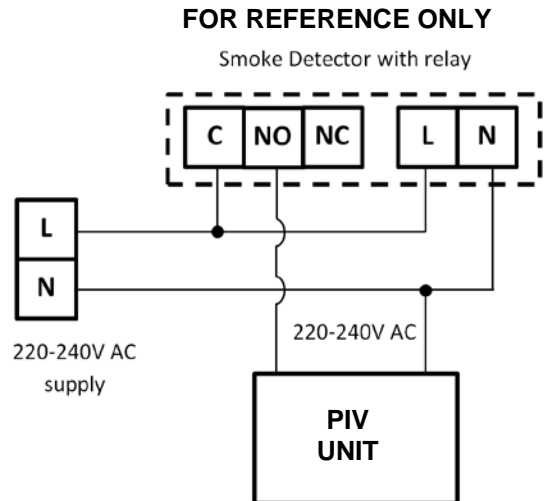 FOR REFERENCE ONLY
Smoke Detector with relay
C NO NC L N
L
N
220-240V AC
supply
220-240V AC
PIV
UNIT